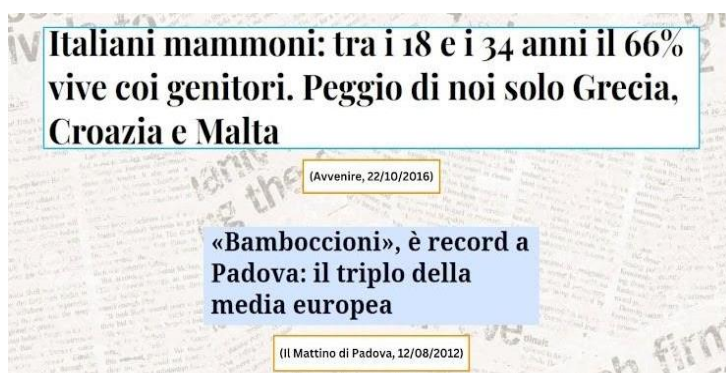 Italiani mammoni: tra i 18 e i 34 anni il 66%
vive coi genitori. Peggio di noi solo Grecia,
Croazia e Malta
(Avvenire, 22/10/2016)
«Bamboccioni», è record a
Padova: il triplo della
media europea
(Il Mattino di Padova, 12/08/2012)